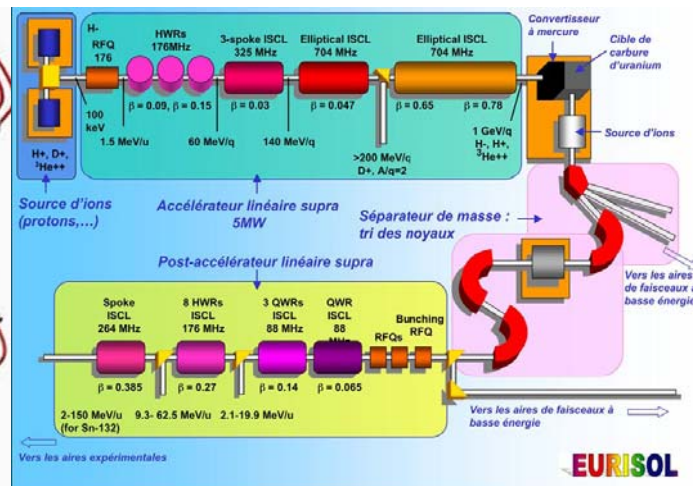 H-
RFQ
176
HWRs
176MHz
3-spoke ISCL
325 MHz
Elliptical ISCL
704 MHz
Elliptical ISCL
704 MHz
Convertisseur
à mercure
Cible de
carbure
d'uranium
β = 0.09, β = 0.15
β = 0.03
β = 0.047
β = 0.65
β = 0.78
100
keV
1.5 MeV/u
60 MeV/q
140 MeV/q
>200 MeV/q
D+, A/q=2
1 GeV/q
H-, H+,
³He++
Source d'ions
H+, D+,
³He++
Source d'ions
(protons,…)
Accélérateur linéaire supra
5MW
Séparateur de masse :
tri des noyaux
Vers les aires
de faisceaux à
basse énergie
Post-accélérateur linéaire supra
Spoke
ISCL
264 MHz
8 HWRs
ISCL
176 MHz
3 QWRs
ISCL
88 MHz
QWR
ISCL
88
RFQs
Bunching
RFQ
β = 0.385
β = 0.27
β = 0.14
β = 0.065
2-150 MeV/u
(for Sn-132)
9.3- 62.5 MeV/u
2.1-19.9 MeV/u
Vers les aires de faisceaux à
basse énergie
Vers les aires expérimentales
EURISOL